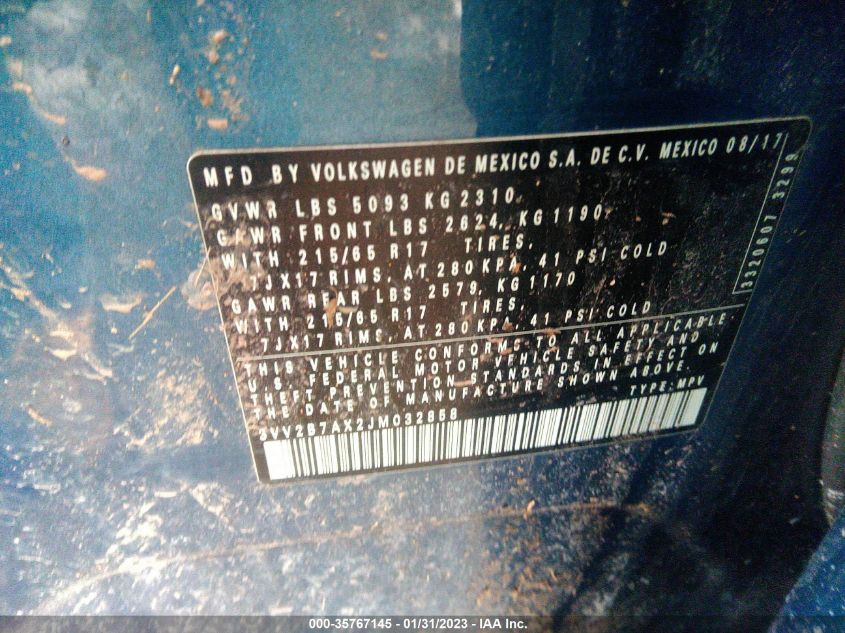 MFD BY VOLKSWAGEN DE MEXICO S.A. DE C.V. MEXICO 08/17
GVWR LBS 5093 KG 2310
GAWR FRONT LBS 2624, KG 1190
WITH 215/65 R17 TIRES,
7JX17 RIMS, AT 280 KPA, 41 PSI COLD
GAWR REAR LBS 2579, KG 1170
WITH 215/65 R17 TIRES,
7JX17 RIMS, AT 280 KPA, 41 PSI COLD
THIS VEHICLE CONFORMS TO ALL APPLICABLE
U.S. FEDERAL MOTOR VEHICLE SAFETY AND
THEFT PREVENTION STANDARDS IN EFFECT ON
THE DATE OF MANUFACTURE SHOWN ABOVE.
3VV2B7AX2JM032858 TYPE: MPV
3320607 3299
000-35767145 - 01/31/2023 - IAA Inc.